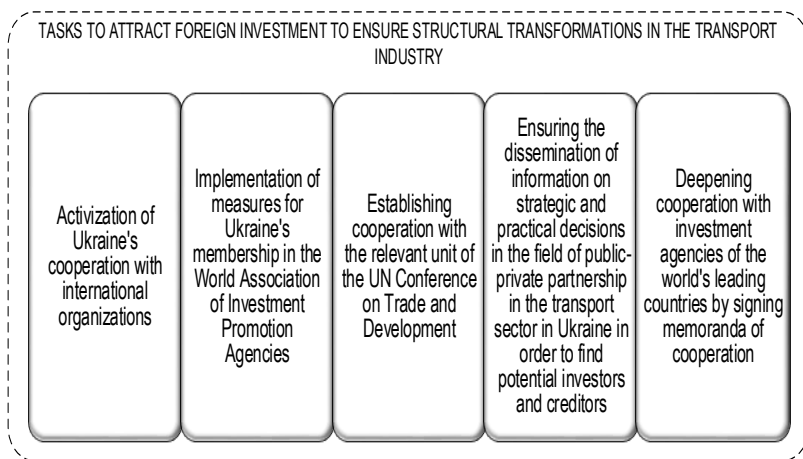 TASKS TO ATTRACT FOREIGN INVESTMENT TO ENSURE STRUCTURAL TRANSFORMATIONS IN THE TRANSPORT
INDUSTRY
Activization of
Ukraine's
cooperation with
international
organizations
Implementation of
measures for
Ukraine's
membership in the
World Association
of Investment
Promotion
Agencies
Establishing
cooperation with
the relevant unit of
the UN Conference
on Trade and
Development
Ensuring the
dissemination of
information on
strategic and
practical decisions
in the field of public-
private partnership
in the transport
sector in Ukraine in
order to find
potential investors
and creditors
Deepening
cooperation with
investment
agencies of the
world's leading
countries by signing
memoranda of
cooperation